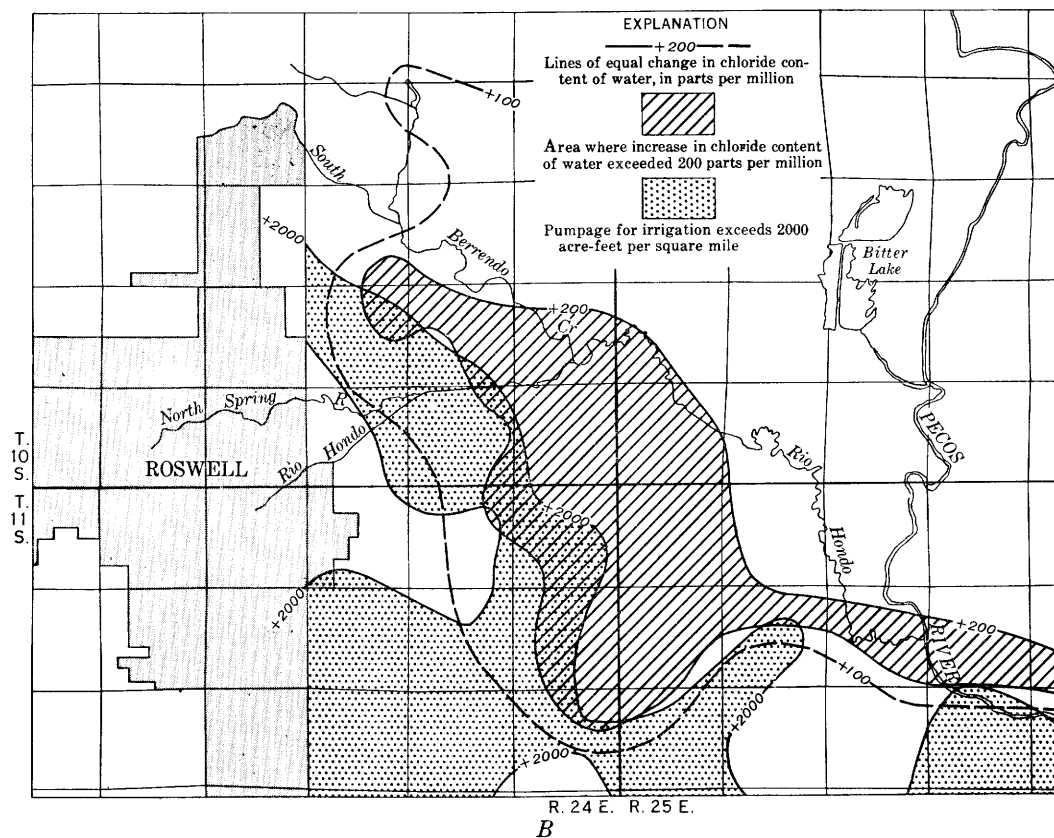 EXPLANATION
+200
Lines of equal change in chloride con-
tent of water, in parts per million
Area where increase in chloride content
of water exceeded 200 parts per million
Pumpage for irrigation exceeds 2000
acre-feet per square mile
+100
South
+2000
Berrendo
Cr
+200
Bitter
Lake
North Spring R
Rio Hondo
ROSWELL
PECOS
RIVER
Rio
Hondo
T.
10
S.
T.
11
S.
+2000
+2000
+200
+100
+2000
+2000
R. 24 E. R. 25 E.
B